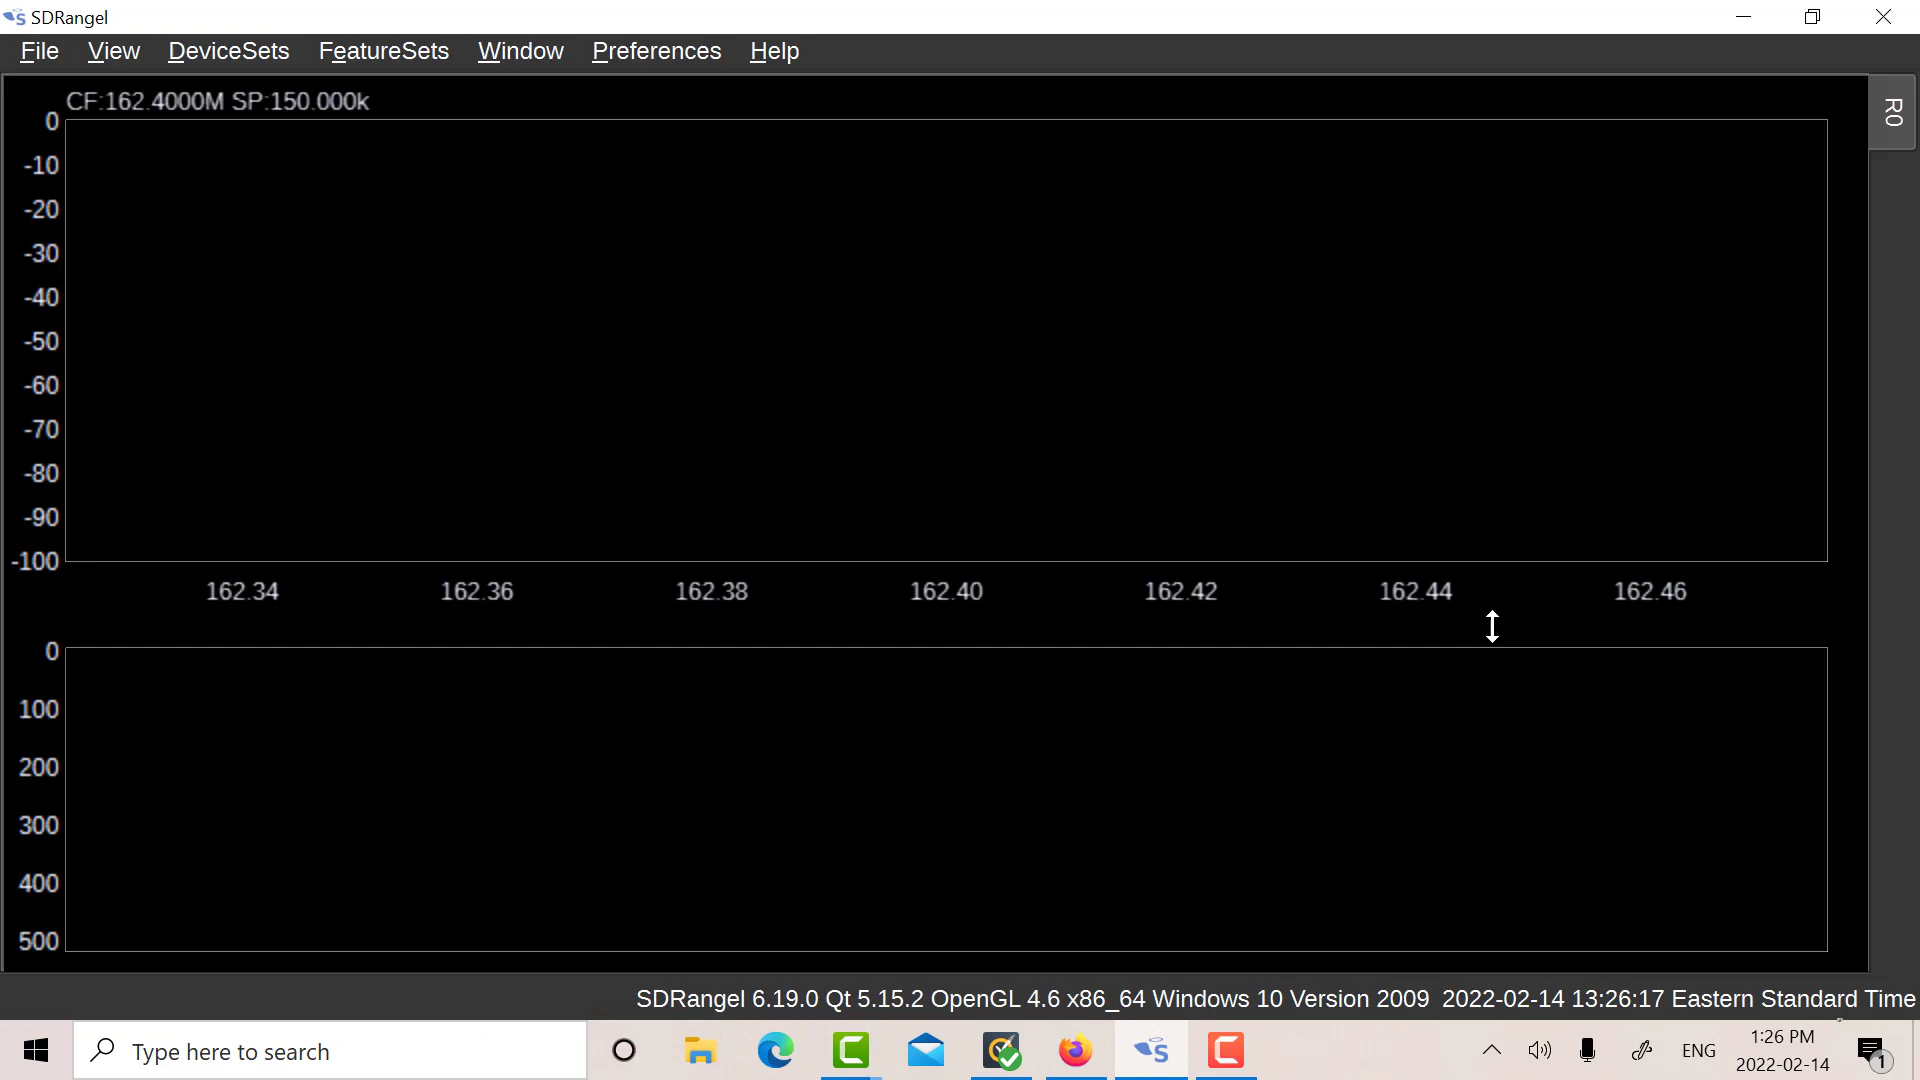 SDRangel
File View DeviceSets FeatureSets Window Preferences Help
CF:162.4000M SP:150.000k
R0
0
-10
-20
-30
-40
-50
-60
-70
-80
-90
-100
162.34 162.36 162.38 162.40 162.42 162.44 162.46
0
100
200
300
400
500
SDRangel 6.19.0 Qt 5.15.2 OpenGL 4.6 x86_64 Windows 10 Version 2009 2022-02-14 13:26:17 Eastern Standard Time
Type here to search
ENG
1:26 PM
2022-02-14
1